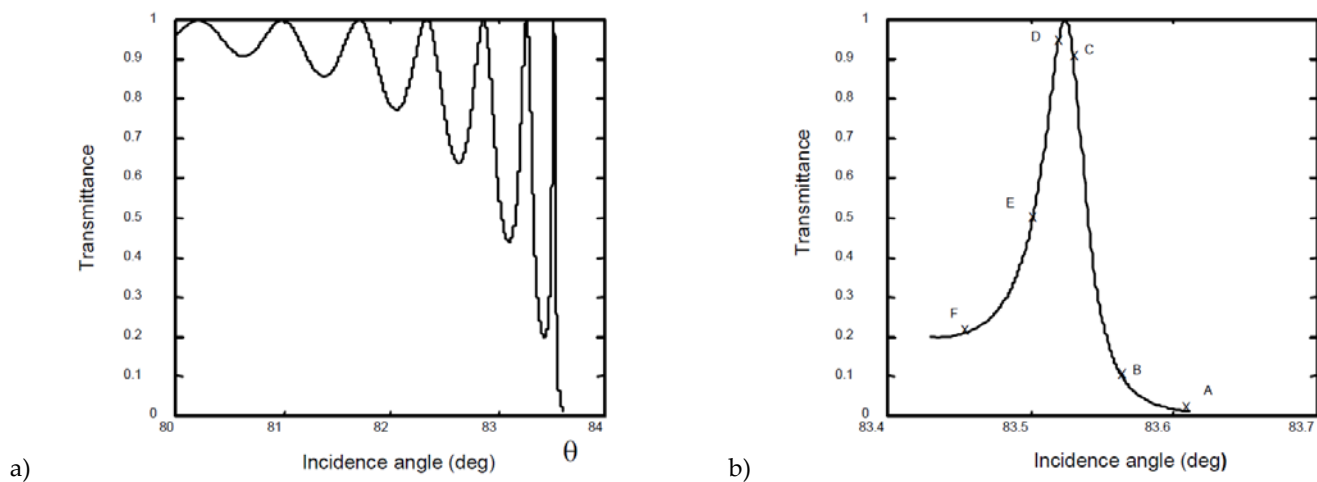 1
0.9
0.8
0.7
0.6
0.5
0.4
0.3
0.2
0.1
0
Transmittance
80 81 82 83 84
Incidence angle (deg) θ
a)
1
0.9
0.8
0.7
0.6
0.5
0.4
0.3
0.2
0.1
0
Transmittance
D
C
E
F
B
A
83.4 83.5 83.6 83.7
Incidence angle (deg)
b)